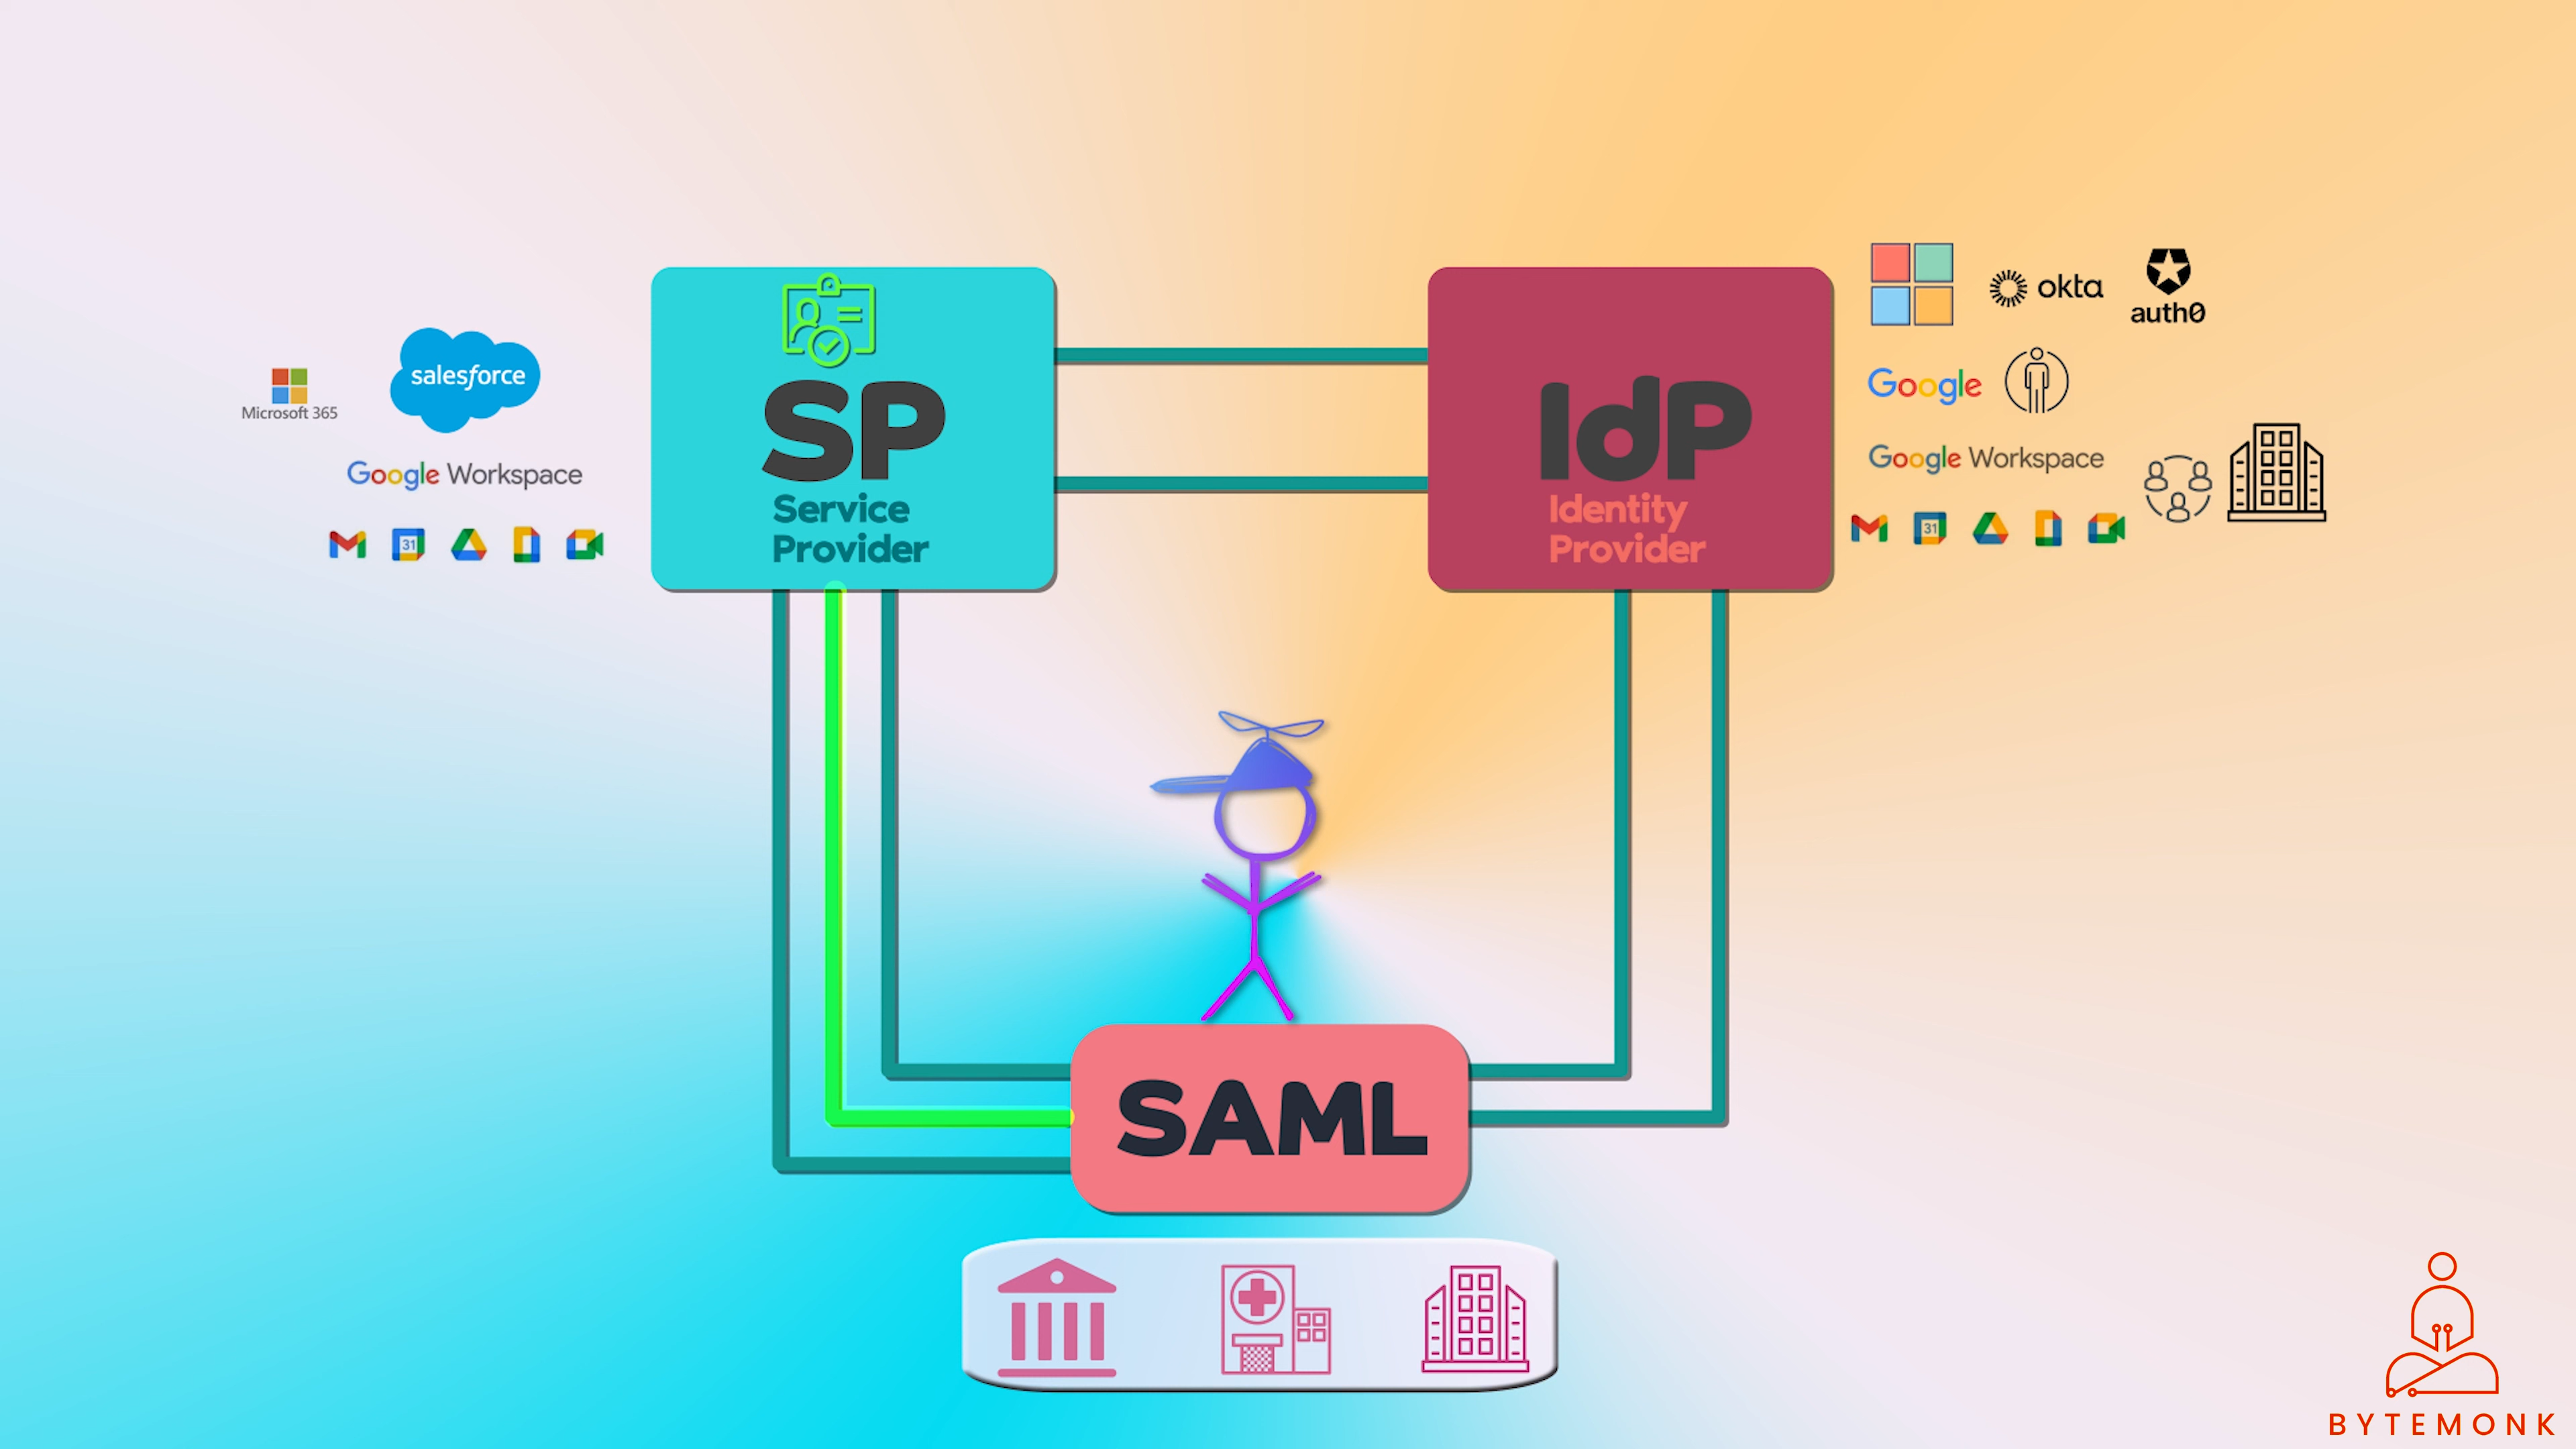 Microsoft 365
salesforce
Google Workspace
31
SP
Service
Provider
IdP
Identity
Provider
okta
auth0
Google
Google Workspace
31
SAML
BYTEMONK